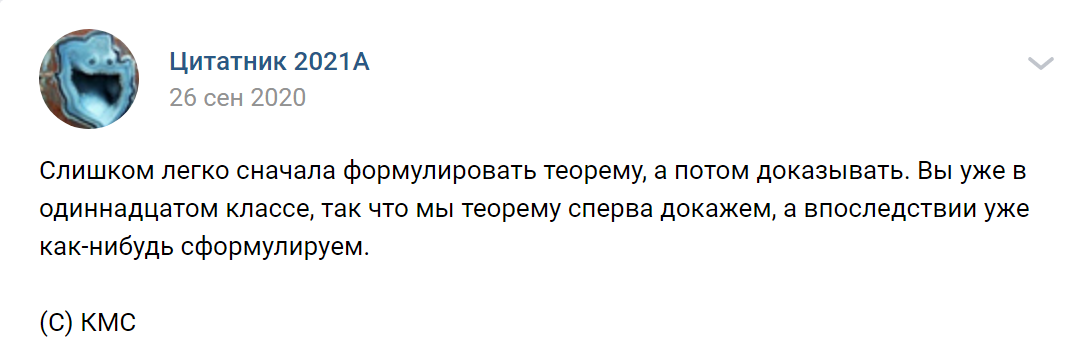 Цитатник 2021А
26 сен 2020
Слишком легко сначала формулировать теорему, а потом доказывать. Вы уже в
одиннадцатом классе, так что мы теорему сперва докажем, а впоследствии уже
как-нибудь сформулируем.
(С) КМС